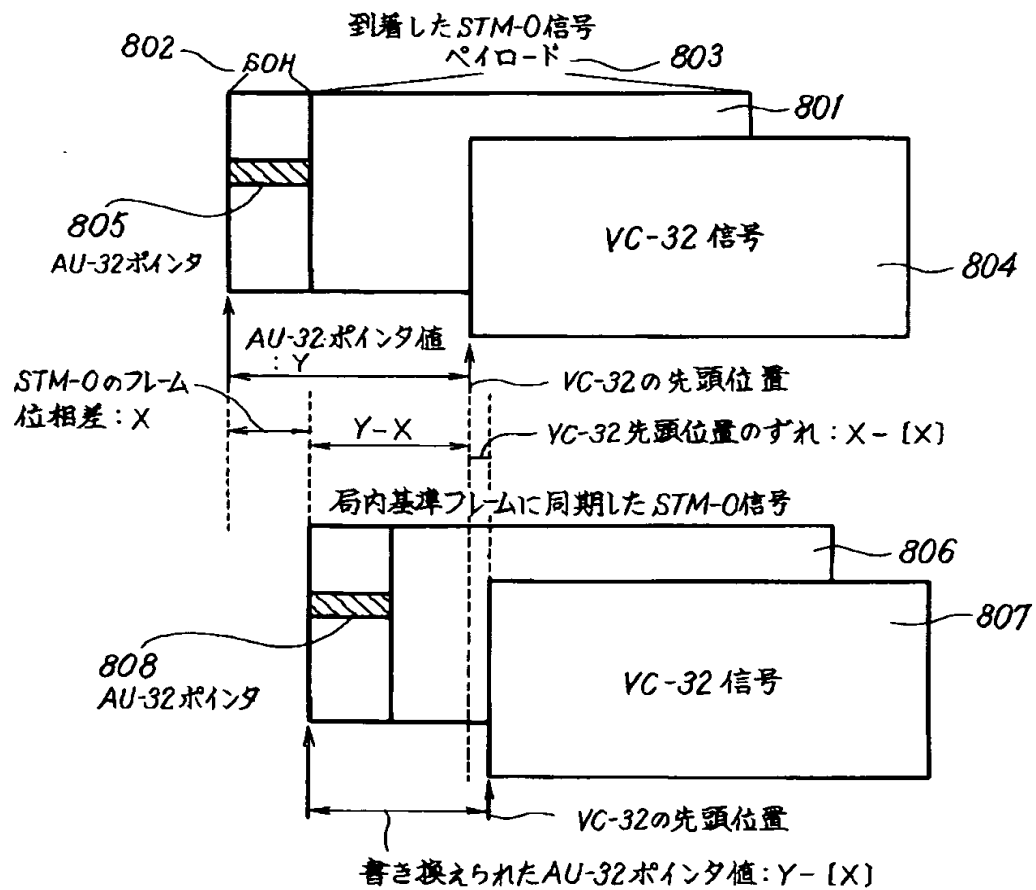 到着したSTM-0信号
802 SOH ペイロード 803
801
805
AU-32ポインタ
VC-32 信号
804
AU-32ポインタ値
: Y
STM-0のフレーム
位相差: X
VC-32の先頭位置
Y-X
VC-32先頭位置のずれ: X-[X]
局内基準フレームに同期したSTM-0信号
806
807
808
AU-32ポインタ
VC-32 信号
VC-32の先頭位置
書き換えられたAU-32ポインタ値: Y-[X]